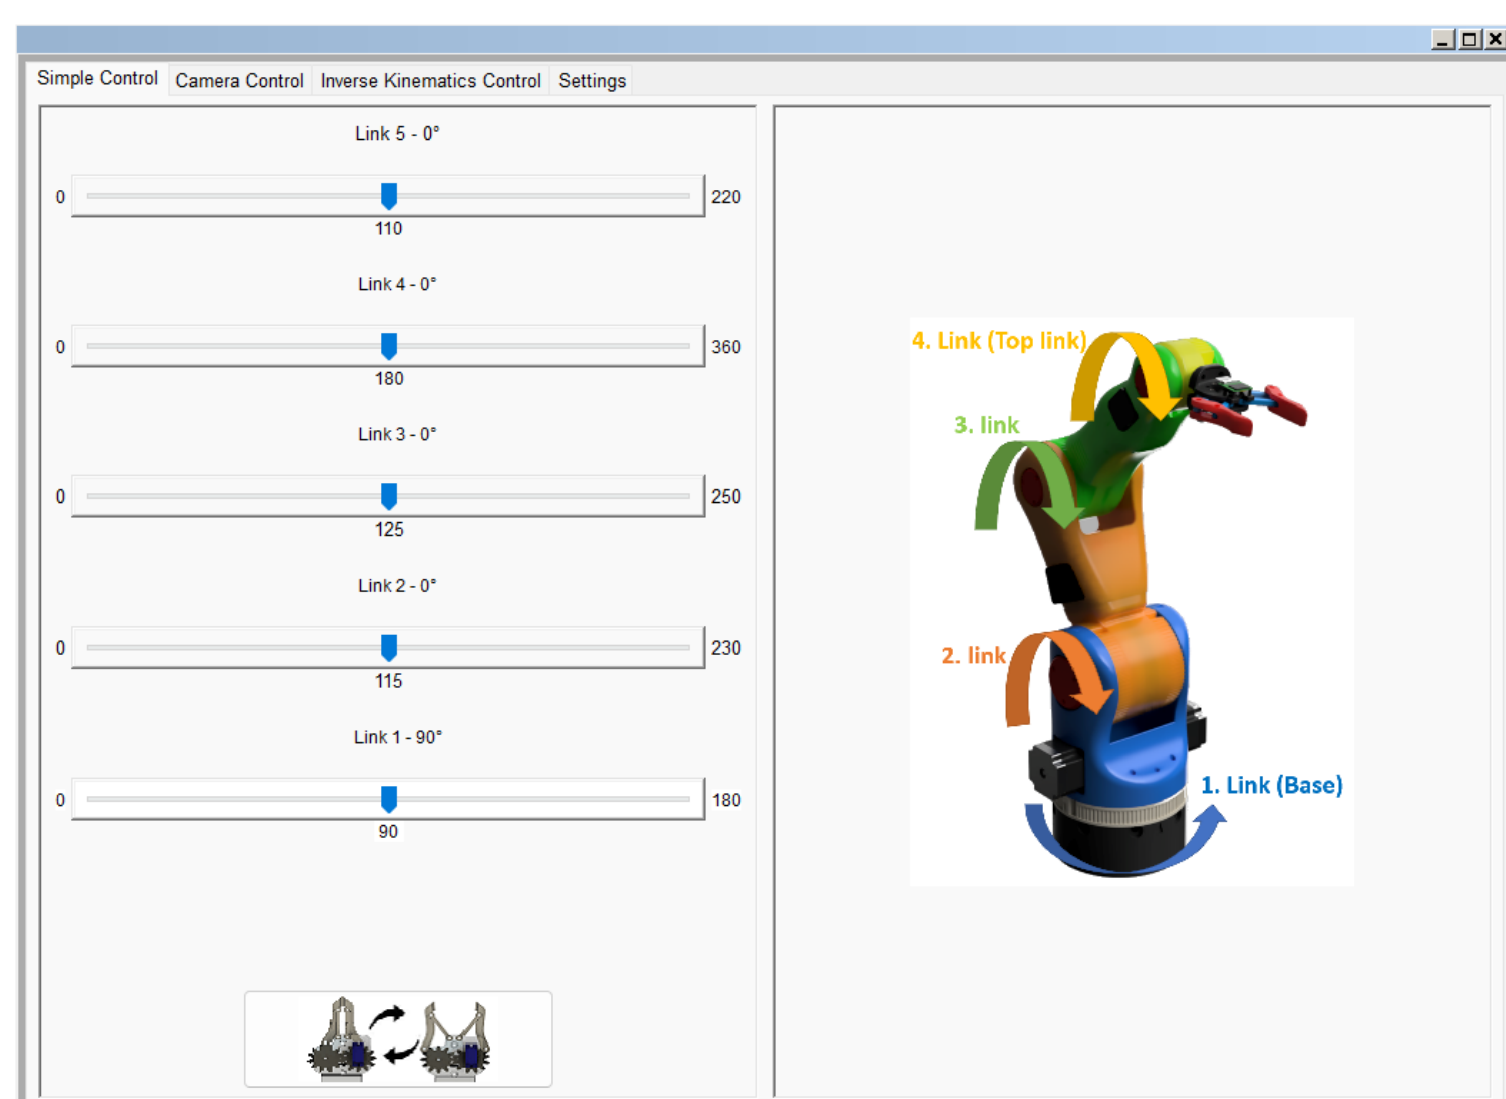 Simple Control Camera Control Inverse Kinematics Control Settings
Link 5 - 0°
0 220
110
Link 4 - 0°
0 360
180
Link 3 - 0°
0 250
125
Link 2 - 0°
0 230
115
Link 1 - 90°
0 180
90
4. Link (Top link)
3. link
2. link
1. Link (Base)